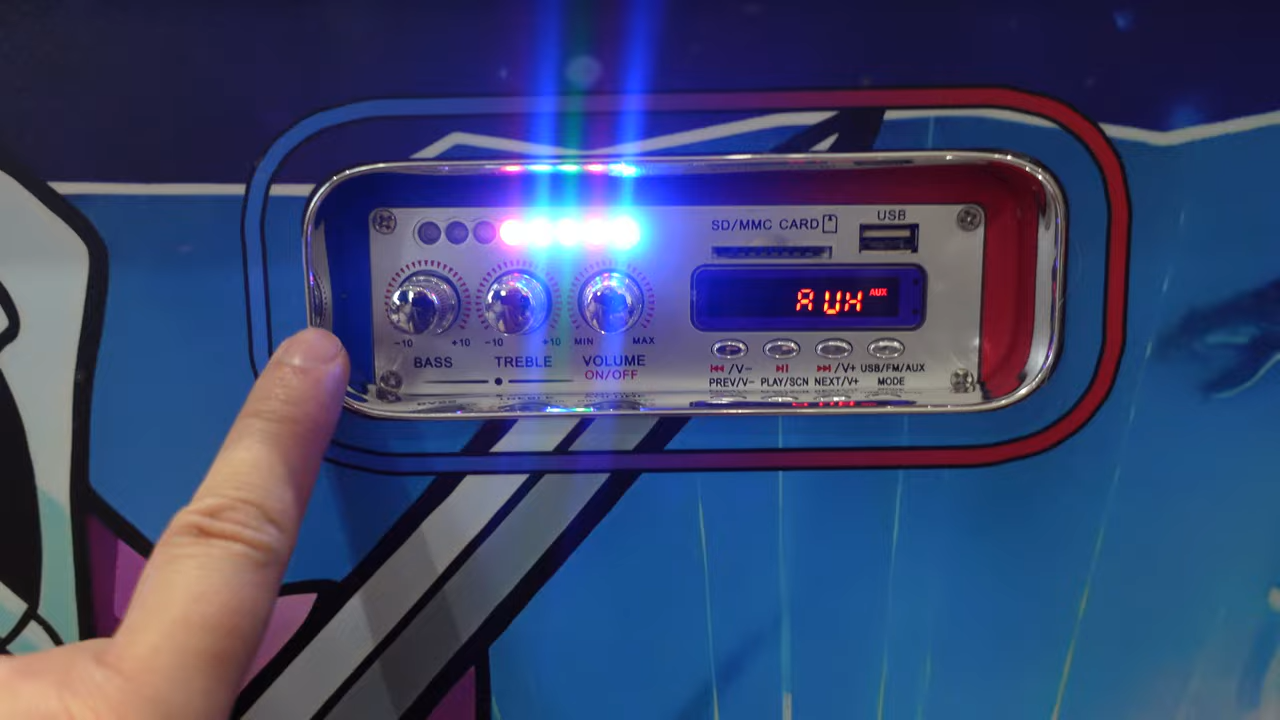 SD/MMC CARD
USB
AUX
AUX
-10 +10
-10 +10
MIN MAX
BASS
TREBLE
VOLUME
ON/OFF
/V-
/V+
USB/FM/AUX
PREV/V-
PLAY/SCN
NEXT/V+
MODE